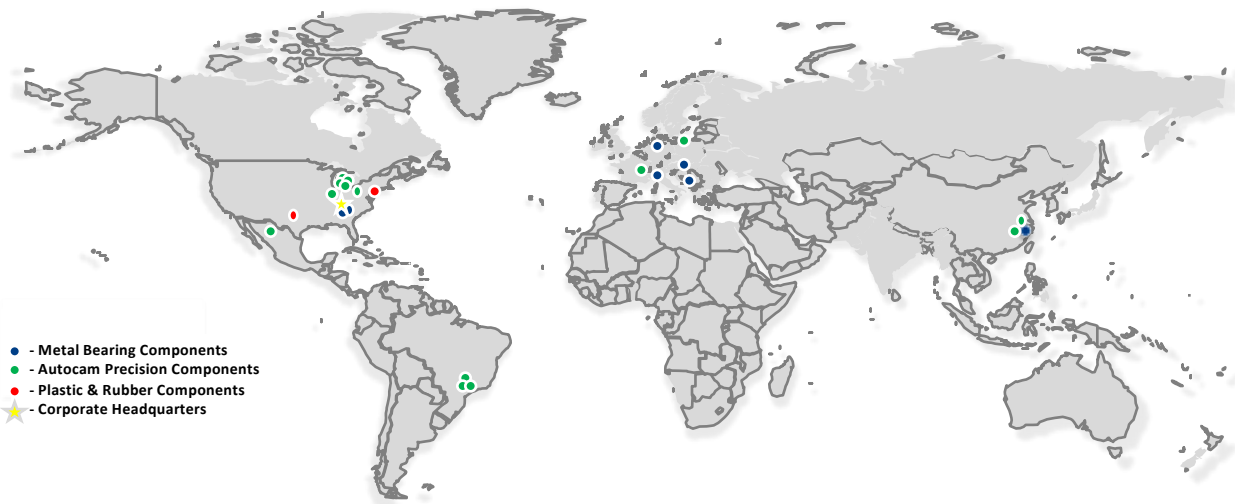 - Metal Bearing Components
- Autocam Precision Components
- Plastic & Rubber Components
- Corporate Headquarters